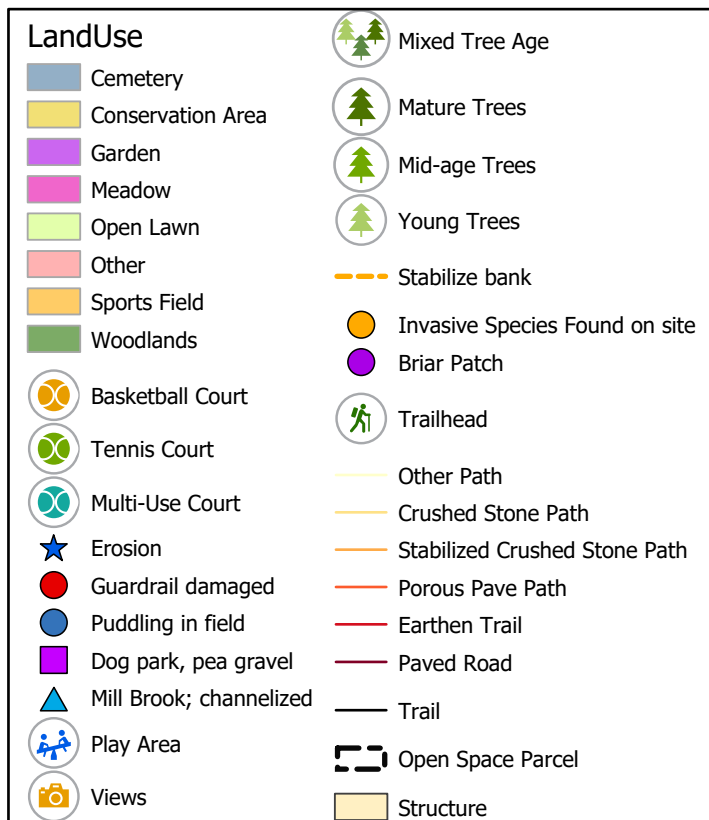 LandUse
Cemetery
Conservation Area
Garden
Meadow
Open Lawn
Other
Sports Field
Woodlands
Basketball Court
Tennis Court
Multi-Use Court
Erosion
Guardrail damaged
Puddling in field
Dog park, pea gravel
Mill Brook; channelized
Play Area
Views
Mixed Tree Age
Mature Trees
Mid-age Trees
Young Trees
Stabilize bank
Invasive Species Found on site
Briar Patch
Trailhead
Other Path
Crushed Stone Path
Stabilized Crushed Stone Path
Porous Pave Path
Earthen Trail
Paved Road
Trail
Open Space Parcel
Structure